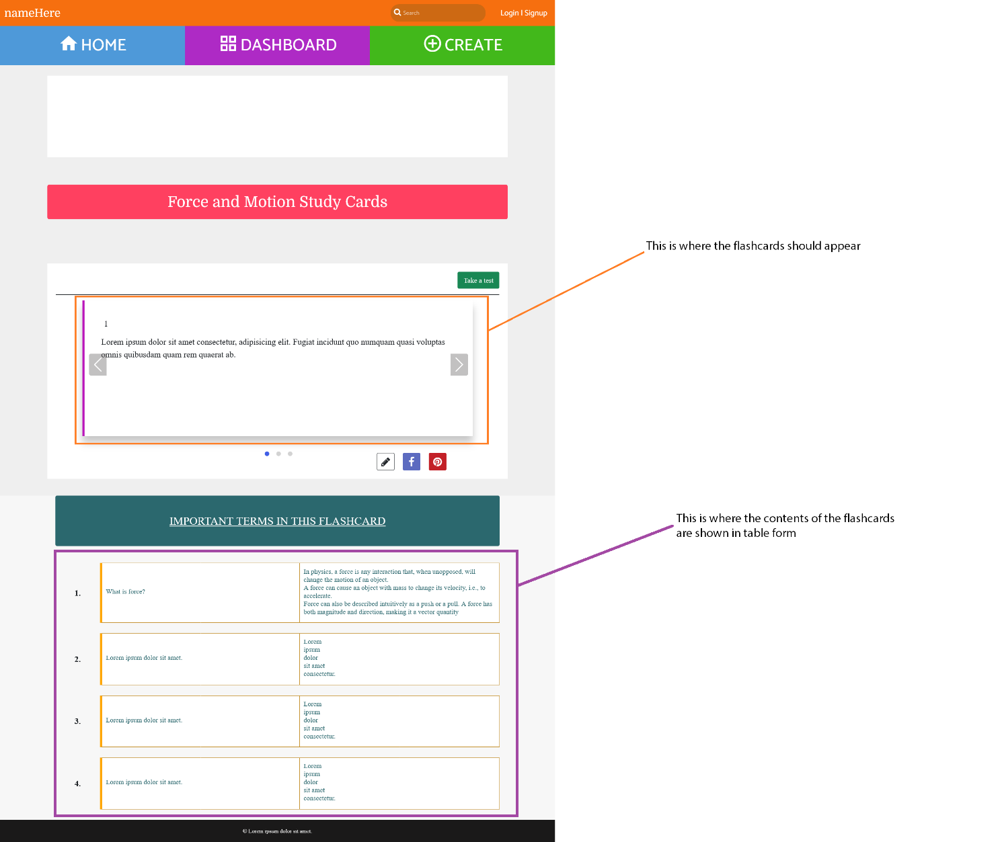 nameHere
Search
Login | Signup
HOME
DASHBOARD
CREATE
Force and Motion Study Cards
This is where the flashcards should appear
Take a test
1
Lorem ipsum dolor sit amet consectetur, adipisicing elit. Fugiat incidunt quo numquam quasi voluptas
omnis quibusdam quam rem quaerat ab.
f
IMPORTANT TERMS IN THIS FLASHCARD
This is where the contents of the flashcards
are shown in table form
1.
What is force?
In physics, a force is any interaction that, when unopposed, will
change the motion of an object.
A force can cause an object with mass to change its velocity, i.e., to
accelerate.
Force can also be described intuitively as a push or a pull. A force has
both magnitude and direction, making it a vector quantity
2.
Lorem ipsum dolor sit amet.
Lorem
ipsum
dolor
sit amet
consectetur.
3.
Lorem ipsum dolor sit amet.
Lorem
ipsum
dolor
sit amet
consectetur.
4.
Lorem ipsum dolor sit amet.
Lorem
ipsum
dolor
sit amet
consectetur.
© Lorem ipsum dolor sit amet.